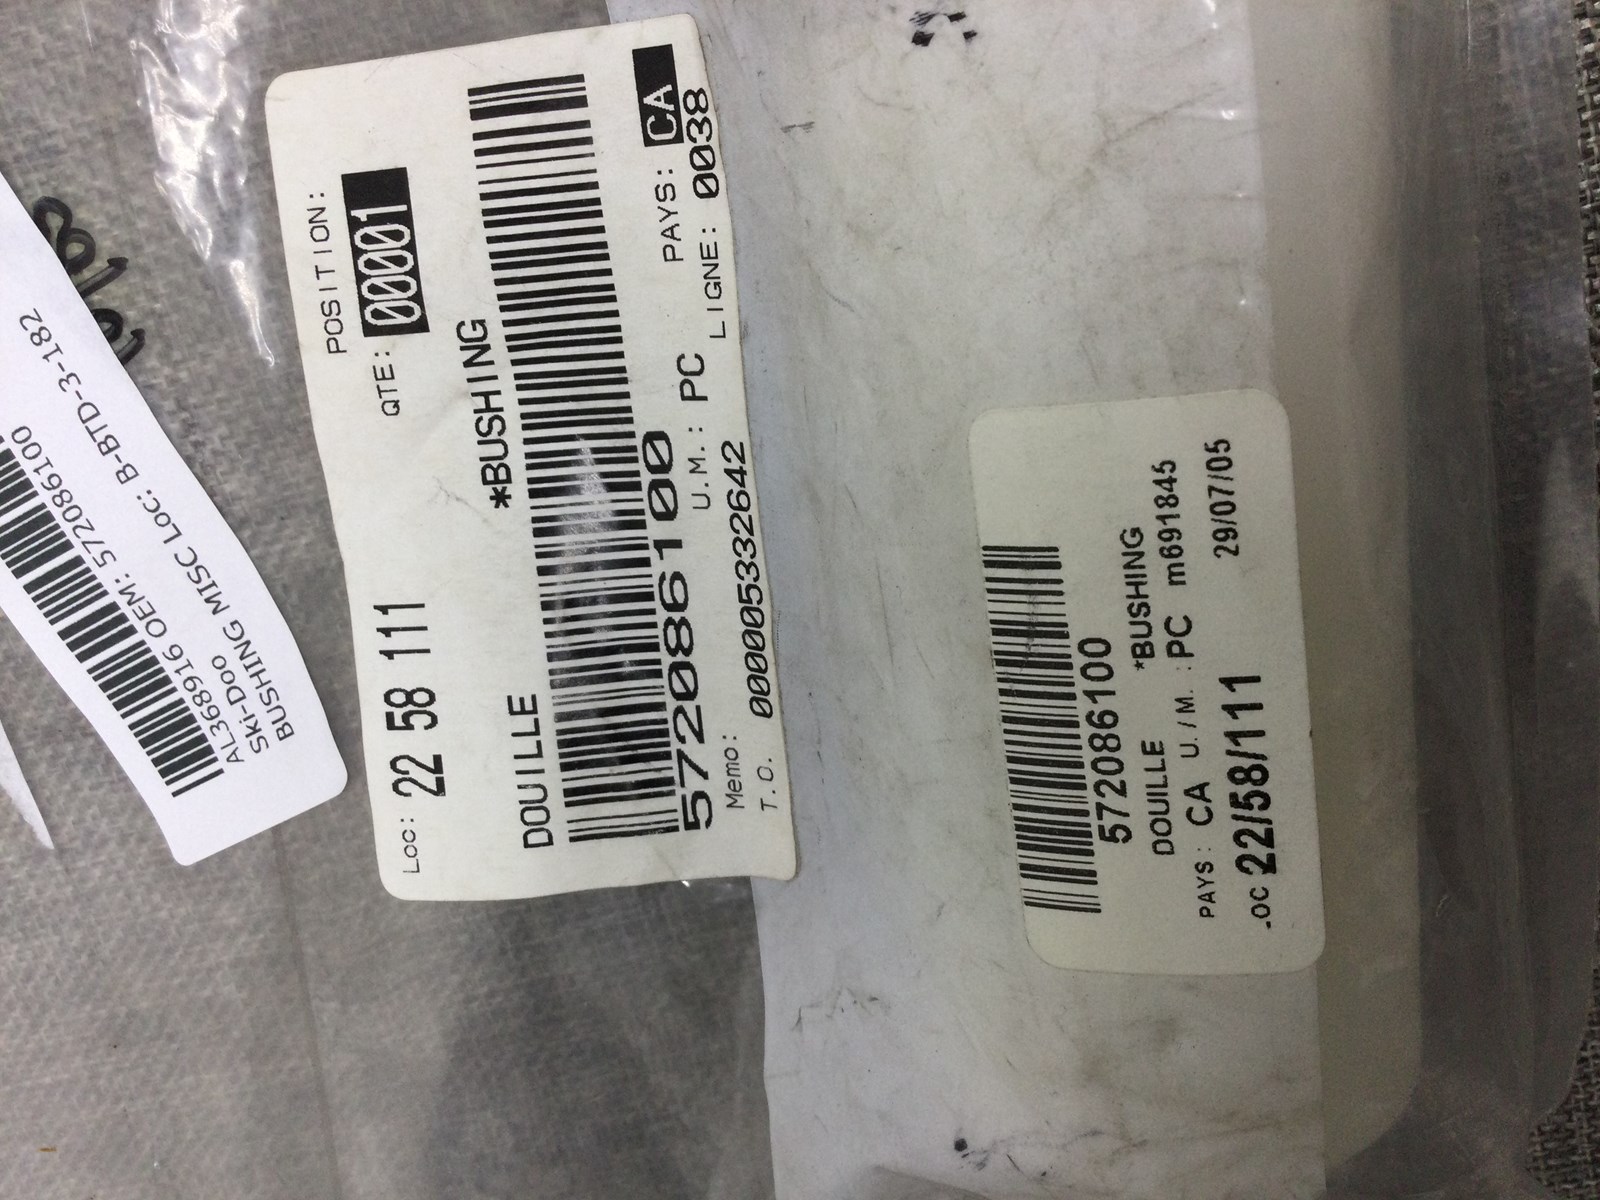 AL368916 OEM: 572086100
Ski-Doo
BUSHING MISC Loc: B-BTD-3-182
POSITION:
Loc: 22 58 111 QTE: 00001
DOUILLE *BUSHING
572086100
U.M.: PC PAYS: CA
Memo: LIGNE: 0038
T.O. 0000005332642
572086100
DOUILLE *BUSHING
PAYS: CA U./M. :PC m691845
29/07/05
.OC 22/58/111